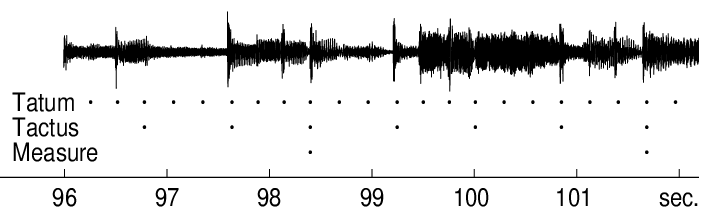 Tatum
Tactus
Measure
96 97 98 99 100 101 sec.